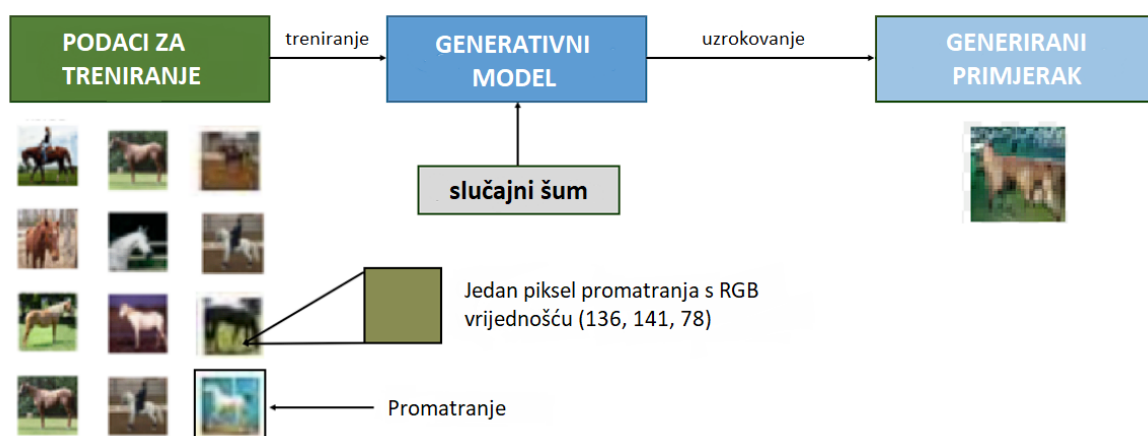 PODACI ZA
TRENIRANJE
treniranje
GENERATIVNI
MODEL
uzrokovanje
GENERIRANI
PRIMJERAK
slučajni šum
Jedan piksel promatranja s RGB
vrijednošću (136, 141, 78)
Promatranje